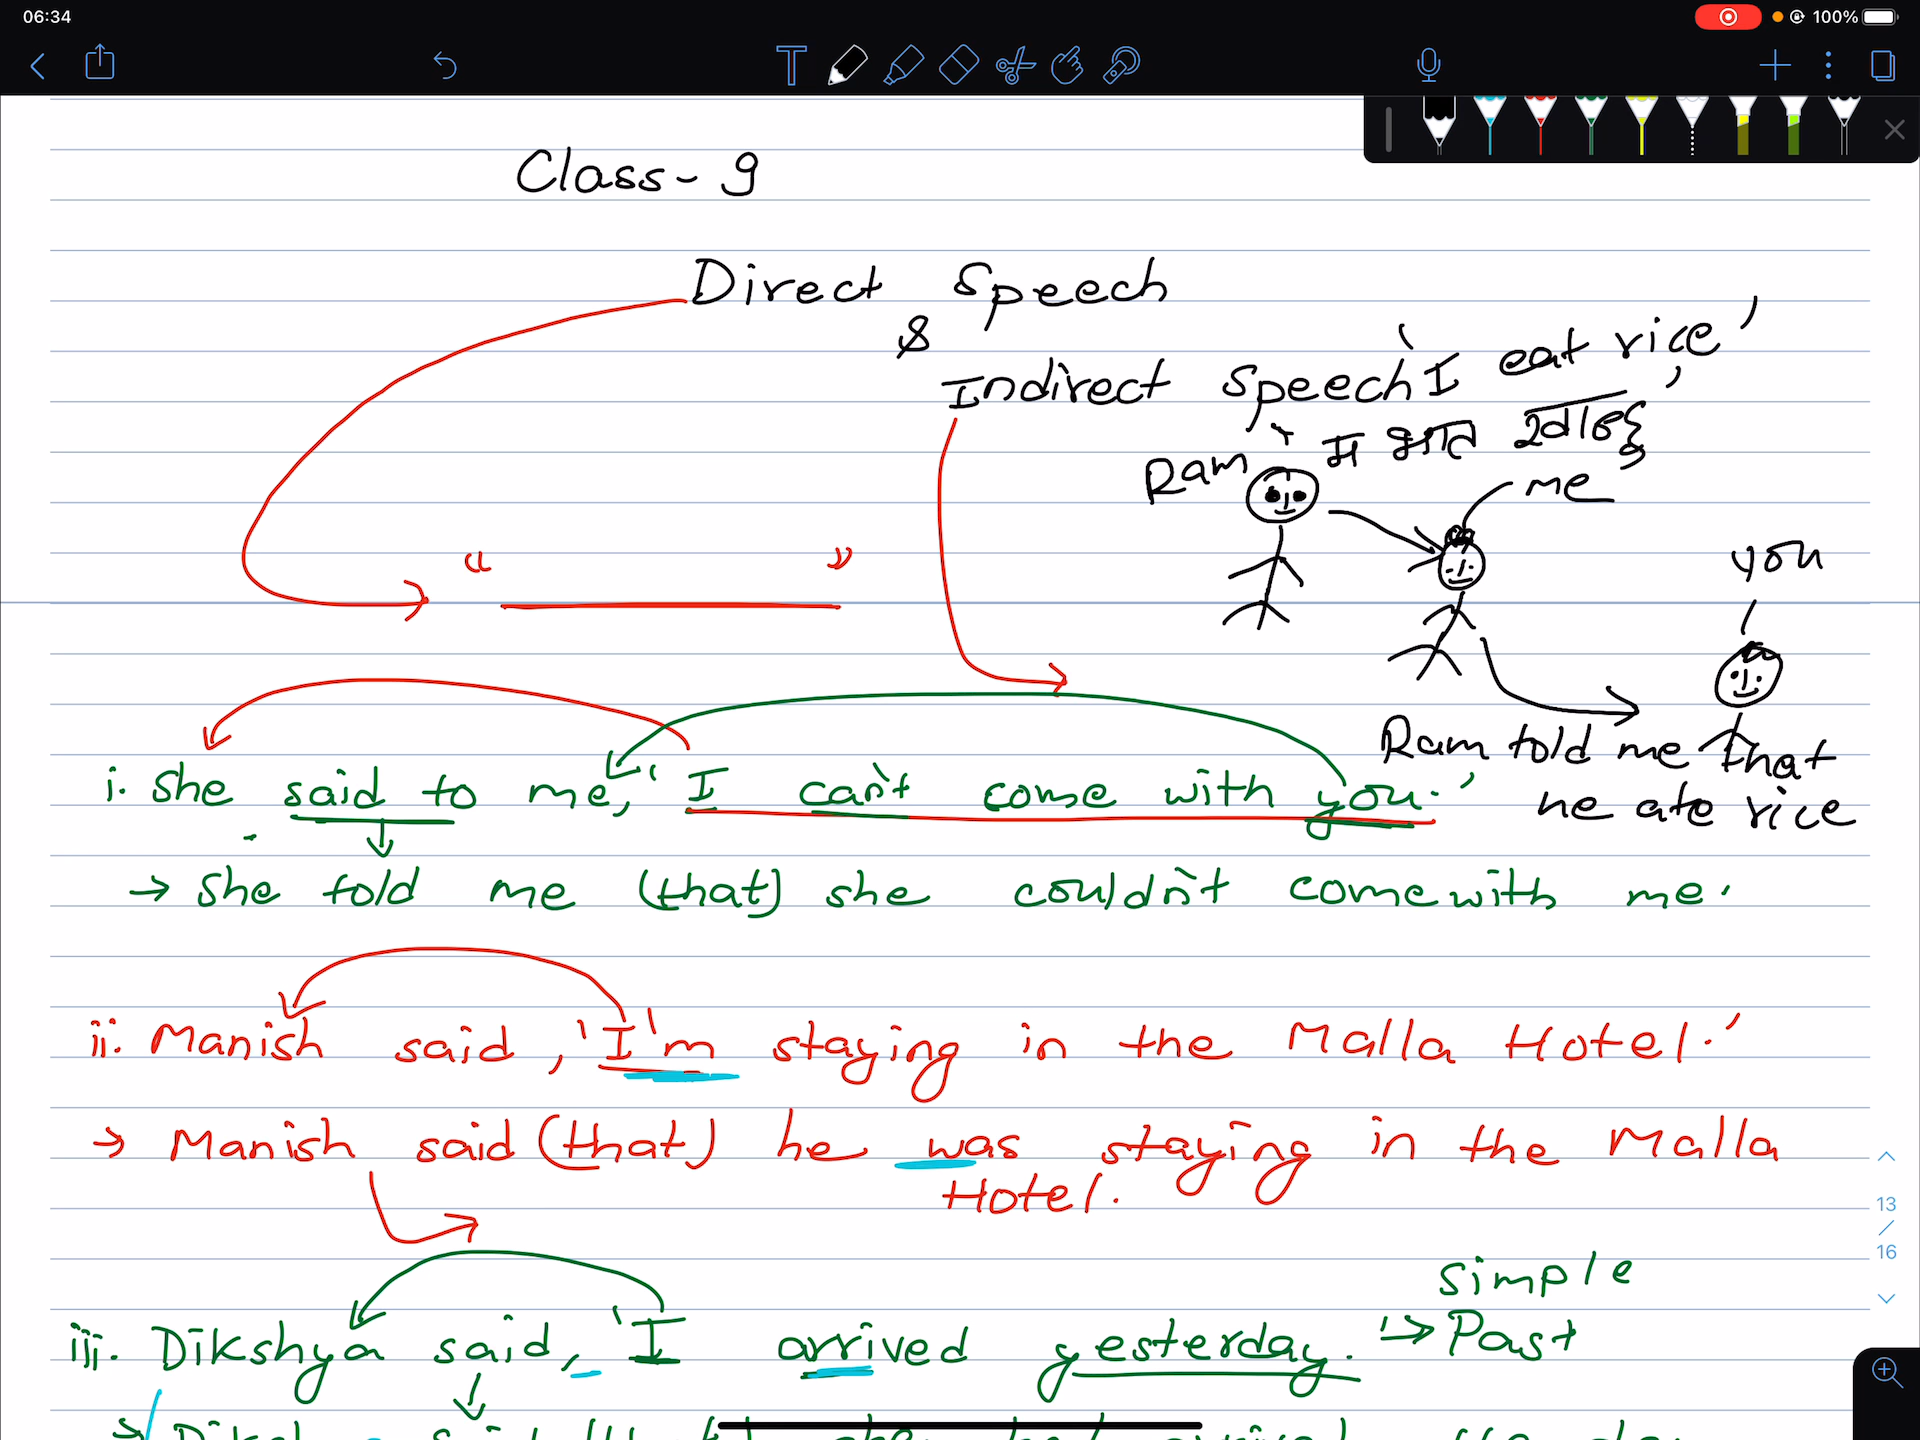 06:34
100%
Class - 9
Direct Speech
&
Indirect Speech
'I eat rice'
'म भात खान्छु'
Ram
me
you
“ ”
Ram told me that
he ate rice
i. She said to me, 'I can't come with you.'
→ She told me (that) she couldn't come with me.
ii. Manish said, 'I'm staying in the Malla Hotel.'
→ Manish said (that) he was staying in the Malla
Hotel.
simple
iii. Dikshya said, 'I arrived yesterday.' → Past
13
/
16